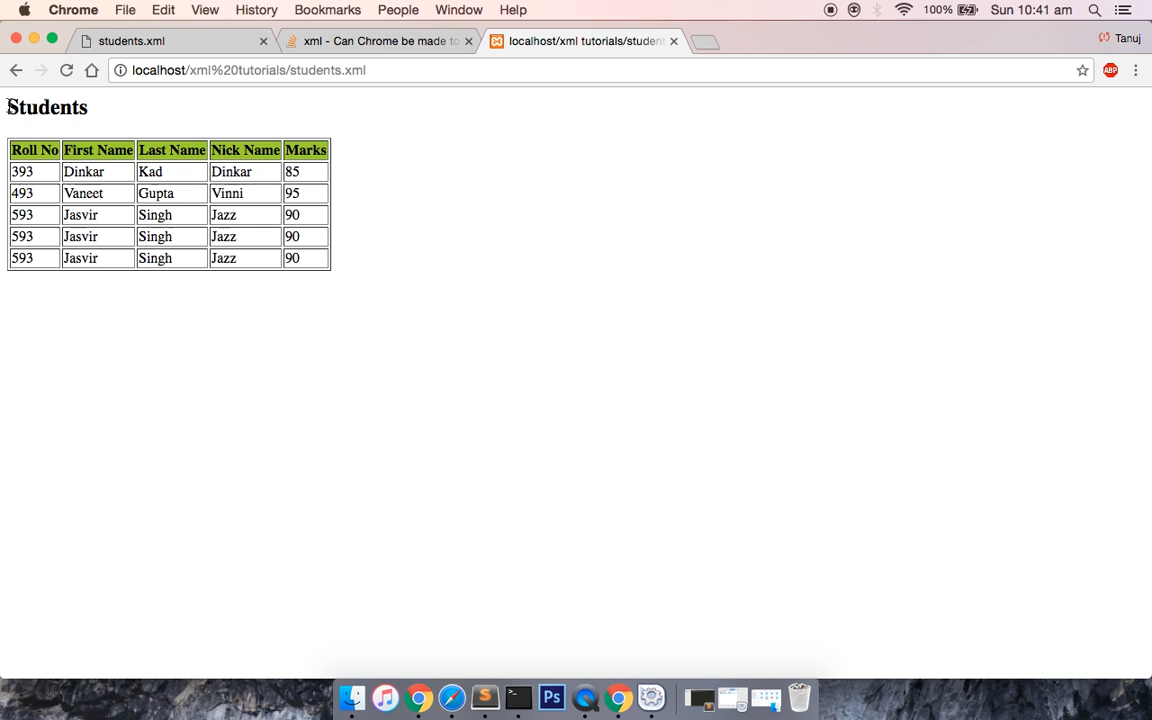 Chrome File Edit View History Bookmarks People Window Help 100% Sun 10:41 am
students.xml xml - Can Chrome be made to localhost/xml tutorials/student Tanuj
localhost/xml%20tutorials/students.xml ABP
Students
Roll No First Name Last Name Nick Name Marks
393 Dinkar Kad Dinkar 85
493 Vaneet Gupta Vinni 95
593 Jasvir Singh Jazz 90
593 Jasvir Singh Jazz 90
593 Jasvir Singh Jazz 90
S Ps